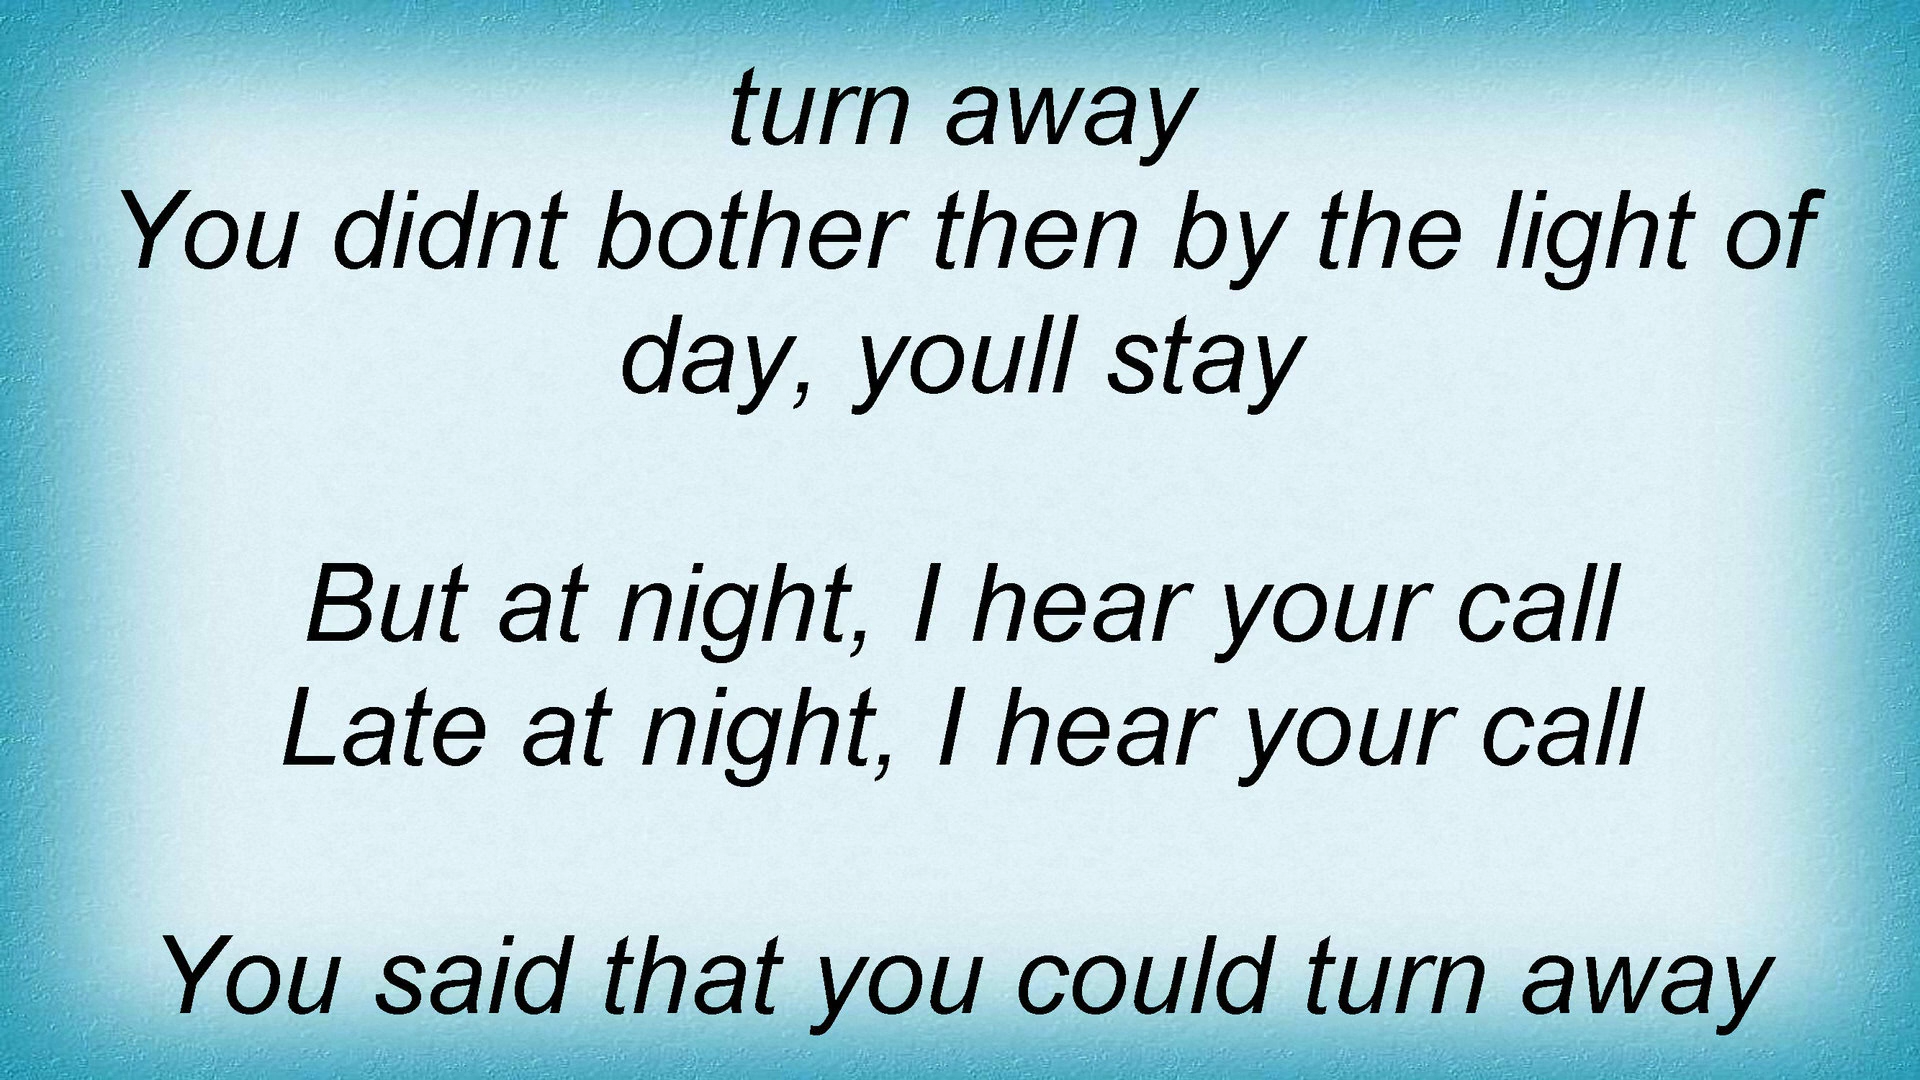 turn away
You didnt bother then by the light of
day, youll stay
But at night, I hear your call
Late at night, I hear your call
You said that you could turn away